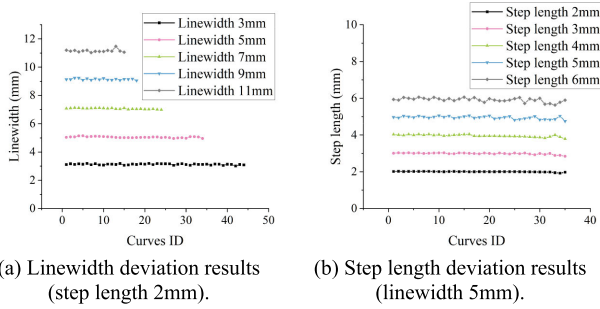 Linewidth 3mm
Linewidth 5mm
Linewidth 7mm
Linewidth 9mm
Linewidth 11mm
12
10
8
6
4
2
0
Linewidth (mm)
0 10 20 30 40 50
Curves ID
(a) Linewidth deviation results
(step length 2mm).
Step length 2mm
Step length 3mm
Step length 4mm
Step length 5mm
Step length 6mm
10
8
6
4
2
0
Step length (mm)
0 10 20 30 40
Curves ID
(b) Step length deviation results
(linewidth 5mm).